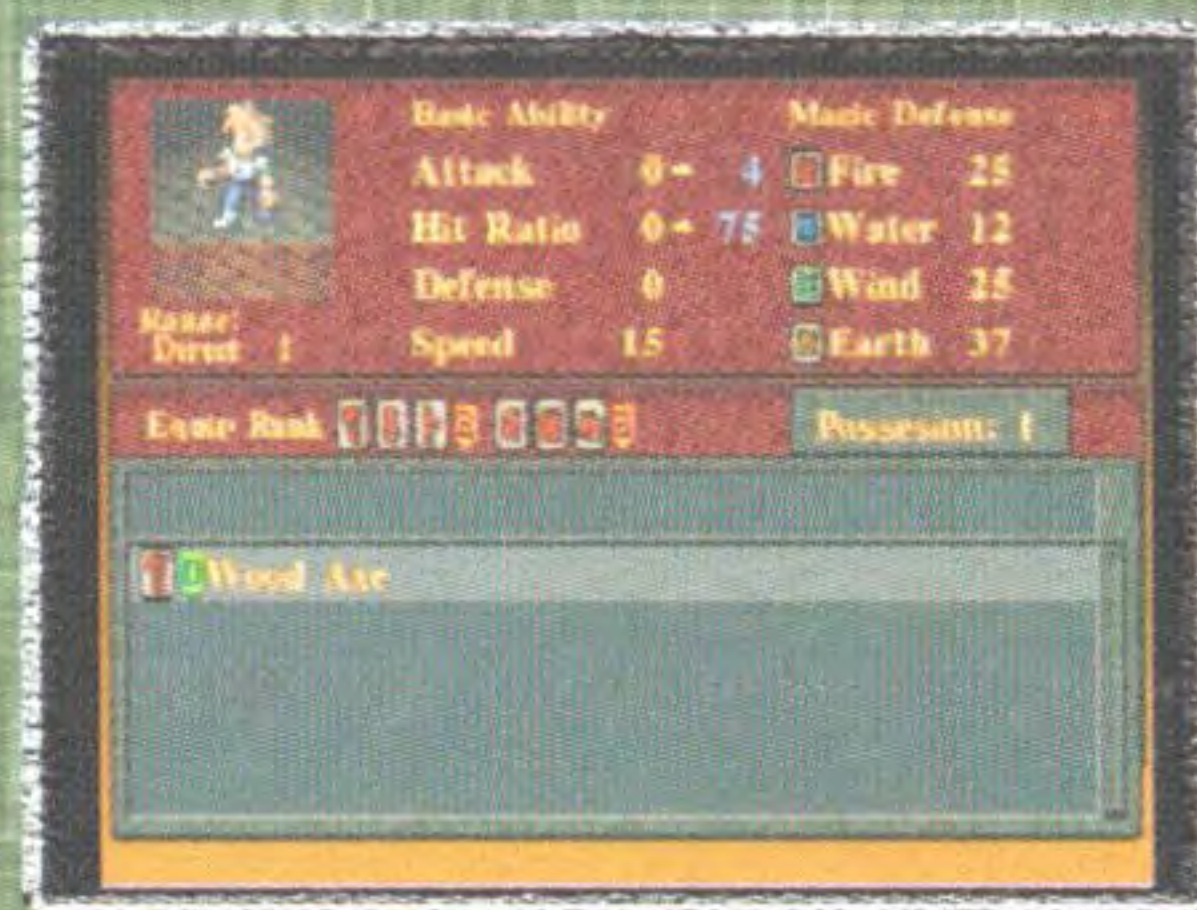 Basic Ability Magic Defense
Attack 0 - 4 Fire 25
Hit Ratio 0 - 75 Water 12
Defense 0 Wind 25
Range:
Direct 1 Speed 15 Earth 37
Equip Rank Possession: 1
Wood Axe